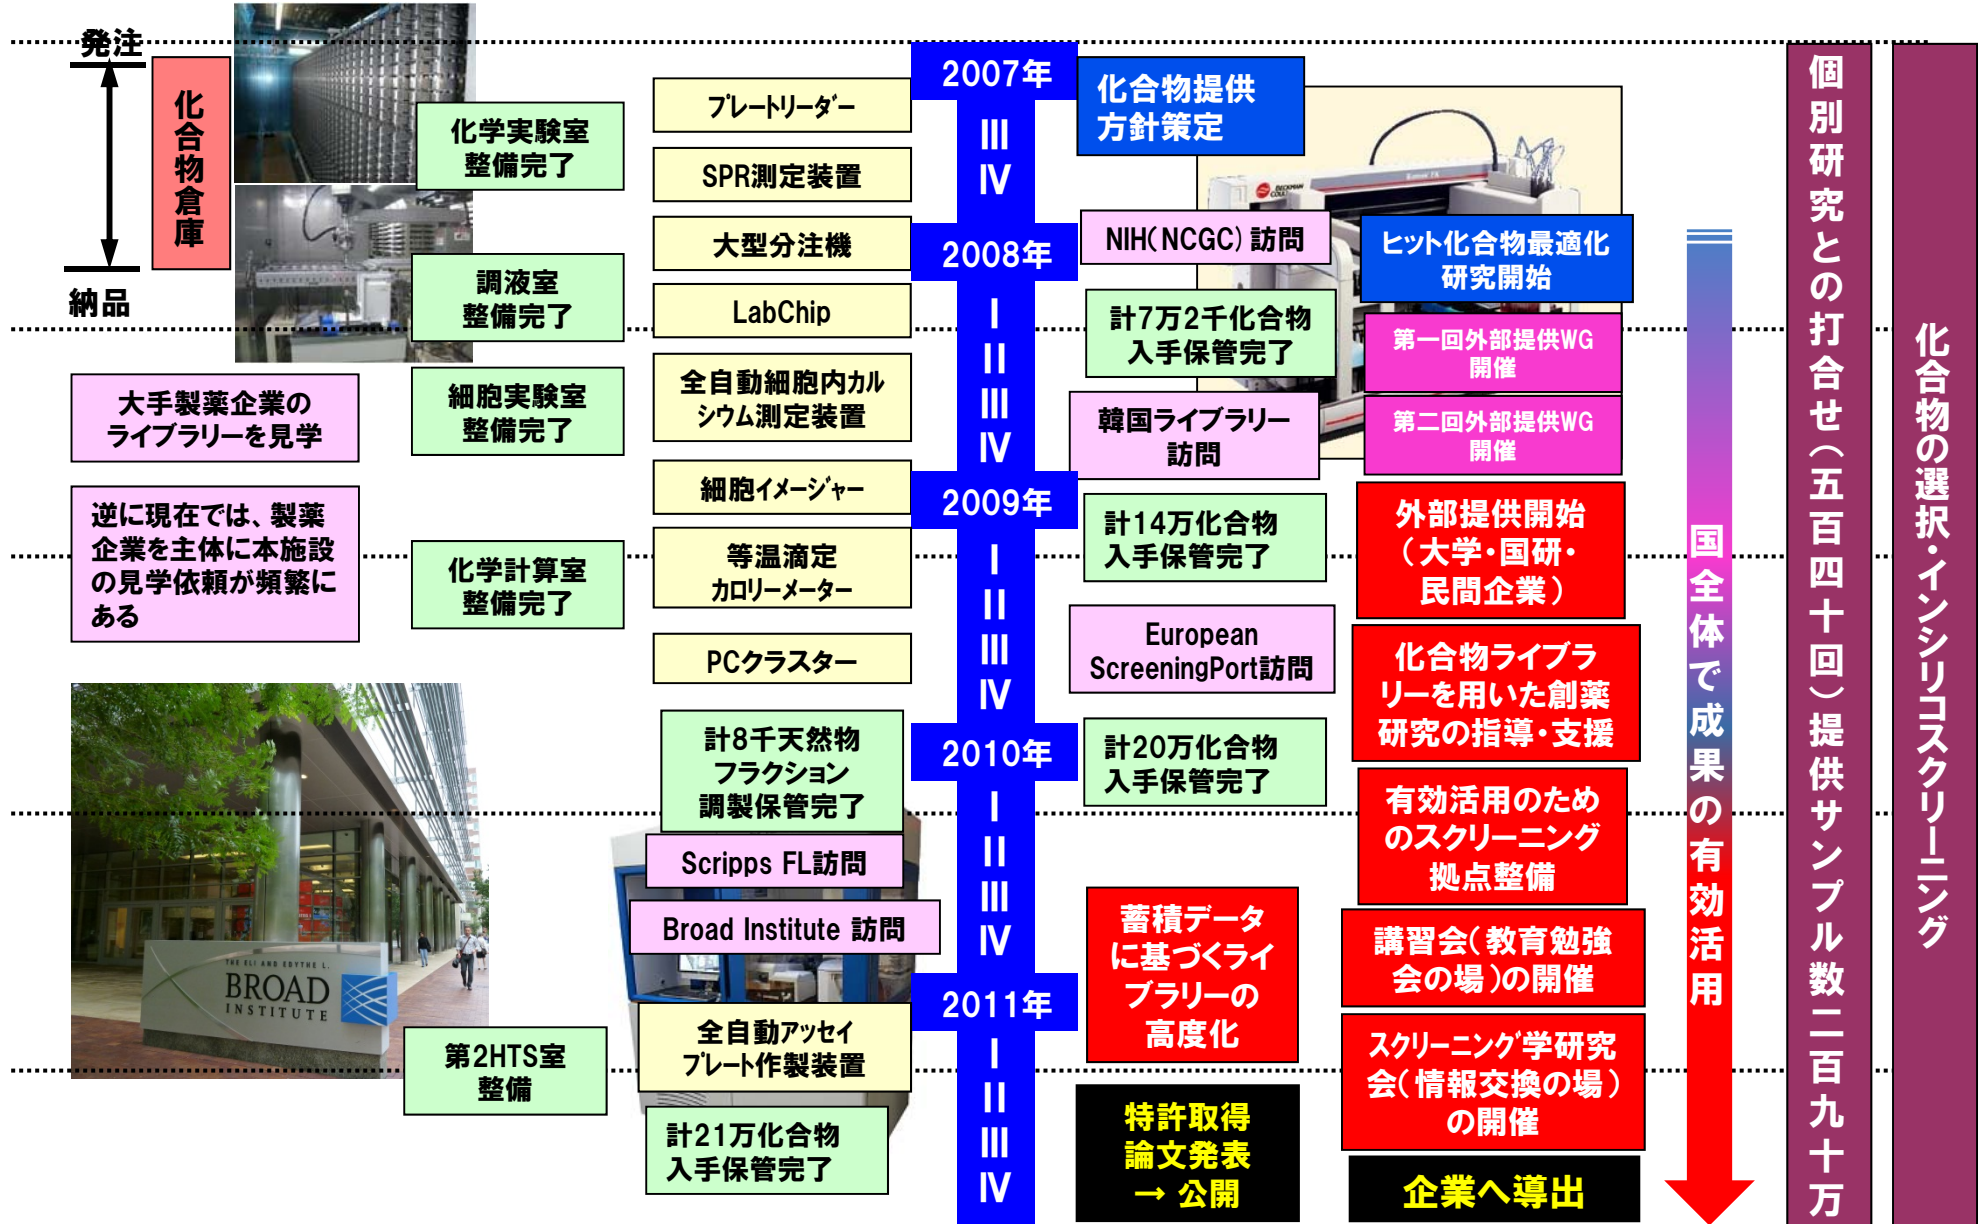 発注
納品
化合物倉庫
化学実験室
整備完了
調液室
整備完了
細胞実験室
整備完了
化学計算室
整備完了
大手製薬企業の
ライブラリーを見学
逆に現在では、製薬
企業を主体に本施設
の見学依頼が頻繁に
ある
THE ELI AND EDYTHE L.
BROAD
INSTITUTE
第2HTS室
整備
プレートリーダー
SPR測定装置
大型分注機
LabChip
全自動細胞内カル
シウム測定装置
細胞イメージャー
等温滴定
カロリーメーター
PCクラスター
計8千天然物
フラクション
調製保管完了
Scripps FL訪問
Broad Institute 訪問
全自動アッセイ
プレート作製装置
計21万化合物
入手保管完了
2007年
Ⅲ
Ⅳ
2008年
Ⅰ
Ⅱ
Ⅲ
Ⅳ
2009年
Ⅰ
Ⅱ
Ⅲ
Ⅳ
2010年
Ⅰ
Ⅱ
Ⅲ
Ⅳ
2011年
Ⅰ
Ⅱ
Ⅲ
Ⅳ
化合物提供
方針策定
BECKMAN
NIH(NCGC)訪問
計7万2千化合物
入手保管完了
韓国ライブラリー
訪問
計14万化合物
入手保管完了
European
ScreeningPort訪問
計20万化合物
入手保管完了
蓄積データ
に基づくライ
ブラリーの
高度化
特許取得
論文発表
→ 公開
ヒット化合物最適化
研究開始
第一回外部提供WG
開催
第二回外部提供WG
開催
外部提供開始
(大学・国研・
民間企業)
化合物ライブラ
リーを用いた創薬
研究の指導・支援
有効活用のため
のスクリーニング
拠点整備
講習会(教育勉強
会の場)の開催
スクリーニング学研究
会(情報交換の場)
の開催
企業へ導出
国全体で成果の有効活用
個別研究との打合せ(五百四十回)提供サンプル数二百九十万
化合物の選択・インシリコスクリーニング